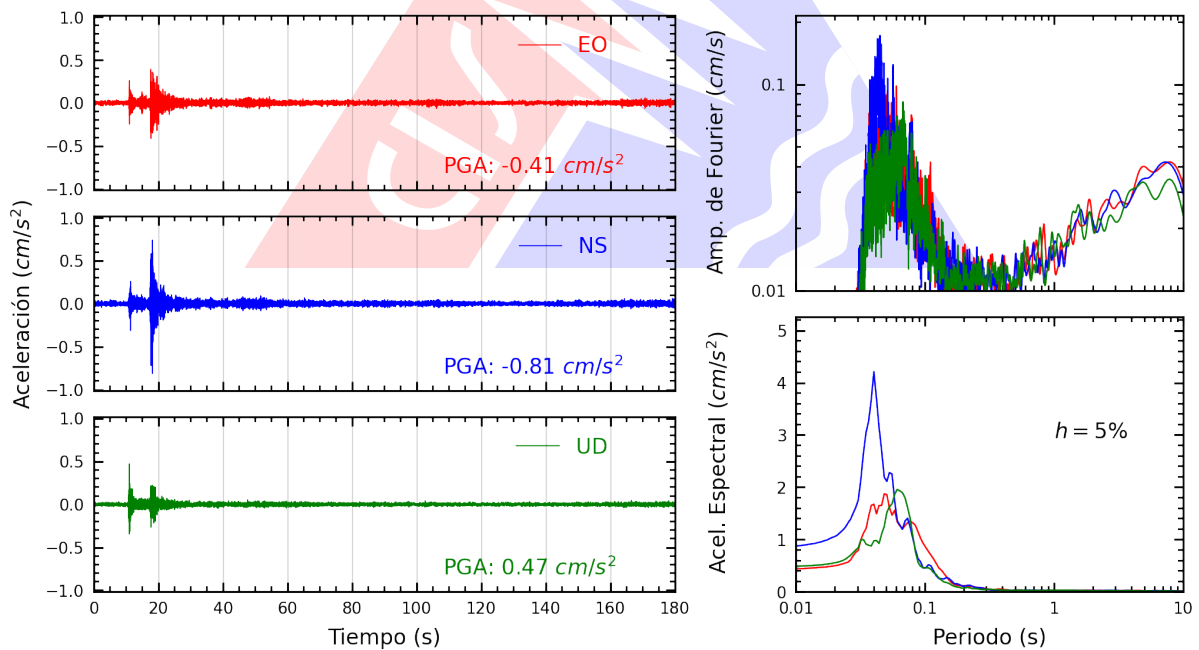 1.0
0.5
0.0
−0.5
−1.0
EO
PGA: -0.41 cm/s²
1.0
0.5
0.0
−0.5
−1.0
NS
PGA: -0.81 cm/s²
1.0
0.5
0.0
−0.5
−1.0
UD
PGA: 0.47 cm/s²
0 20 40 60 80 100 120 140 160 180
Tiempo (s)
Aceleración (cm/s²)
Amp. de Fourier (cm/s)
0.1
0.01
Acel. Espectral (cm/s²)
5
4
3
2
1
0
h = 5%
0.01 0.1 1 10
Periodo (s)